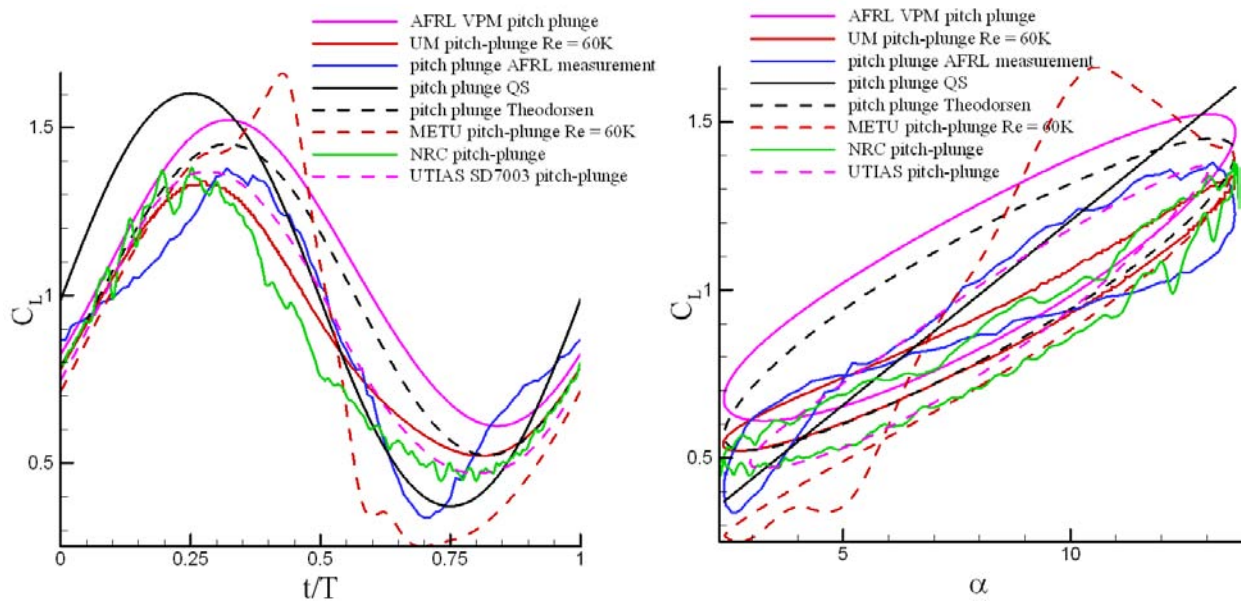 AFRL VPM pitch plunge
UM pitch-plunge Re = 60K
pitch plunge AFRL measurement
pitch plunge QS
pitch plunge Theodorsen
METU pitch-plunge Re = 60K
NRC pitch-plunge
UTIAS SD7003 pitch-plunge
1.5
1
0.5
C_L
0 0.25 0.5 0.75 1
t/T
AFRL VPM pitch plunge
UM pitch-plunge Re = 60K
pitch plunge AFRL measurement
pitch plunge QS
pitch plunge Theodorsen
METU pitch-plunge Re = 60K
NRC pitch-plunge
UTIAS pitch-plunge
1.5
1
0.5
C_L
5 10
α